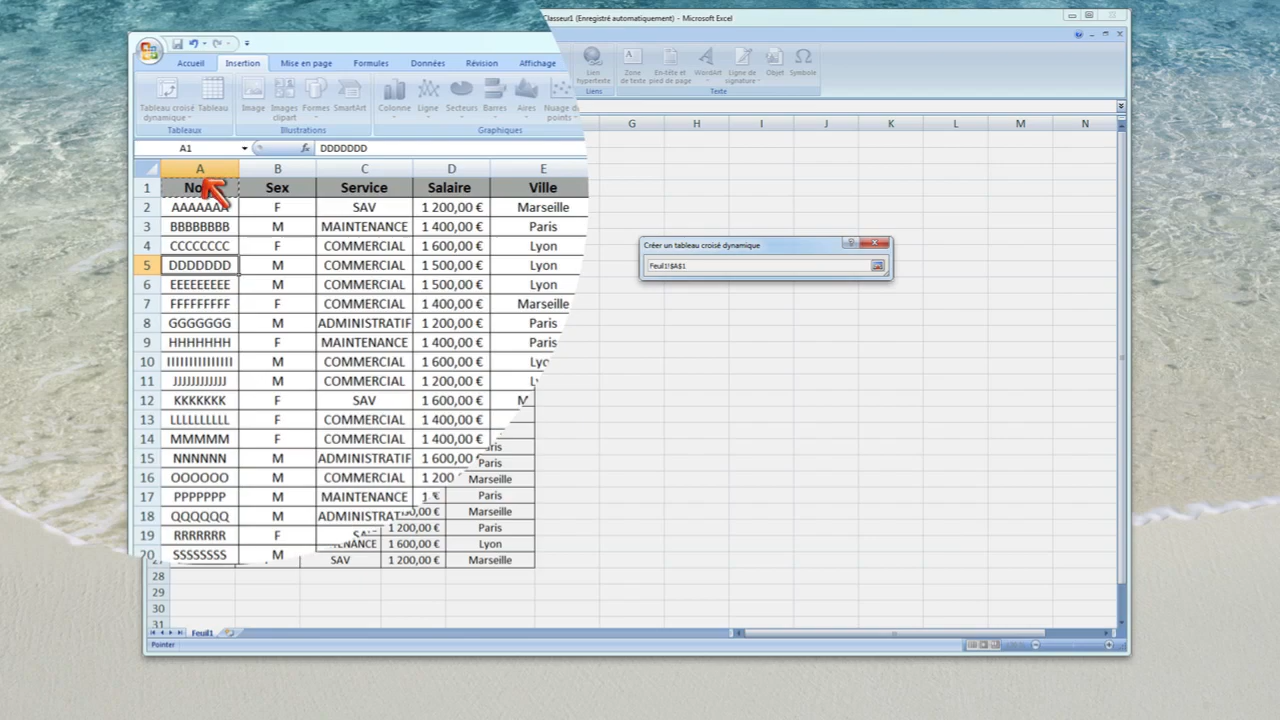 Classeur1 (Enregistré automatiquement) - Microsoft Excel
Accueil Insertion Mise en page Formules Données Révision Affichage
Tableau croisé dynamique Tableau Image Images clipart Formes SmartArt Colonne Ligne Secteurs Barres Aires Nuage de points Lien hypertexte Zone de texte En-tête et pied de page WordArt Ligne de signature Objet Symbole
Tableaux Illustrations Graphiques Liens Texte
A1 fx DDDDDDD
A B C D E G H I J K L M N
1 Sex Service Salaire Ville
2 AAAAAAA F SAV 1 200,00 € Marseille
3 BBBBBBBB M MAINTENANCE 1 400,00 € Paris
4 CCCCCCCC F COMMERCIAL 1 600,00 € Lyon
5 DDDDDDD M COMMERCIAL 1 500,00 € Lyon
6 EEEEEEEEE M COMMERCIAL 1 500,00 € Lyon
7 FFFFFFFFF F COMMERCIAL 1 400,00 € Marseille
8 GGGGGGG M ADMINISTRATIF 1 200,00 € Paris
9 HHHHHHH F MAINTENANCE 1 400,00 € Paris
10 IIIIIIIIIIIIIII M COMMERCIAL 1 600,00 €
11 JJJJJJJJJJJJ M COMMERCIAL 1 200,00 €
12 KKKKKKK F SAV 1 600,00 €
13 LLLLLLLLLL F COMMERCIAL 1 400,00 €
14 MMMMM F COMMERCIAL 1 400,00 €
15 NNNNNN M ADMINISTRATIF 1 600,00 Paris
16 OOOOOO M COMMERCIAL 1 200 Marseille
17 PPPPPPP M MAINTENANCE Paris
18 QQQQQQ M Marseille
19 RRRRRRR F 1 200,00 € Paris
20 SSSSSSSS M 1 600,00 € Lyon
SAV 1 200,00 € Marseille
28
29
30
31
Créer un tableau croisé dynamique
Feuil1!$A$1
Feuil1
Pointer